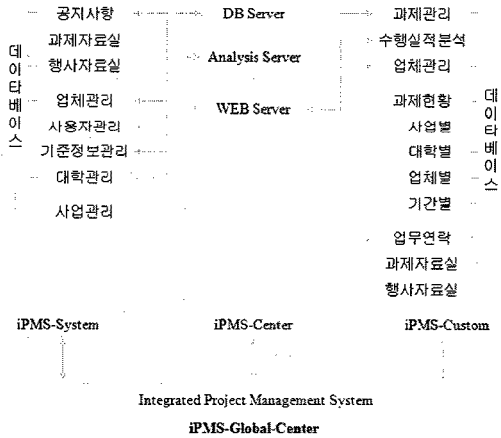 공지사항
과제자료실
행사자료실
업체관리
사용자관리
기준정보관리
대학관리
사업관리
데이타베이스
iPMS-System
DB Server
Analysis Server
WEB Server
iPMS-Center
과제관리
수행실적분석
업체관리
과제현황
사업별
대학별
업체별
기간별
업무연락
과제자료실
행사자료실
데이타베이스
iPMS-Custom
Integrated Project Management System
iPMS-Global-Center